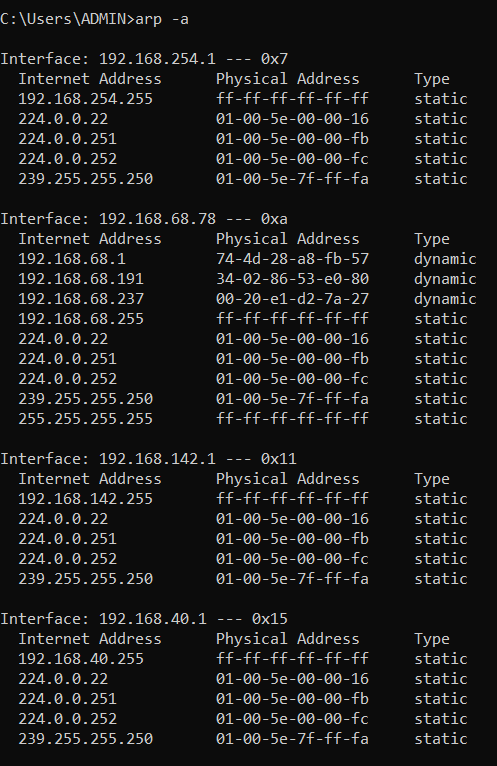 C:\Users\ADMIN>arp -a
Interface: 192.168.254.1 --- 0x7
Internet Address Physical Address Type
192.168.254.255 ff-ff-ff-ff-ff-ff static
224.0.0.22 01-00-5e-00-00-16 static
224.0.0.251 01-00-5e-00-00-fb static
224.0.0.252 01-00-5e-00-00-fc static
239.255.255.250 01-00-5e-7f-ff-fa static
Interface: 192.168.68.78 --- 0xa
Internet Address Physical Address Type
192.168.68.1 74-4d-28-a8-fb-57 dynamic
192.168.68.191 34-02-86-53-e0-80 dynamic
192.168.68.237 00-20-e1-d2-7a-27 dynamic
192.168.68.255 ff-ff-ff-ff-ff-ff static
224.0.0.22 01-00-5e-00-00-16 static
224.0.0.251 01-00-5e-00-00-fb static
224.0.0.252 01-00-5e-00-00-fc static
239.255.255.250 01-00-5e-7f-ff-fa static
255.255.255.255 ff-ff-ff-ff-ff-ff static
Interface: 192.168.142.1 --- 0x11
Internet Address Physical Address Type
192.168.142.255 ff-ff-ff-ff-ff-ff static
224.0.0.22 01-00-5e-00-00-16 static
224.0.0.251 01-00-5e-00-00-fb static
224.0.0.252 01-00-5e-00-00-fc static
239.255.255.250 01-00-5e-7f-ff-fa static
Interface: 192.168.40.1 --- 0x15
Internet Address Physical Address Type
192.168.40.255 ff-ff-ff-ff-ff-ff static
224.0.0.22 01-00-5e-00-00-16 static
224.0.0.251 01-00-5e-00-00-fb static
224.0.0.252 01-00-5e-00-00-fc static
239.255.255.250 01-00-5e-7f-ff-fa static